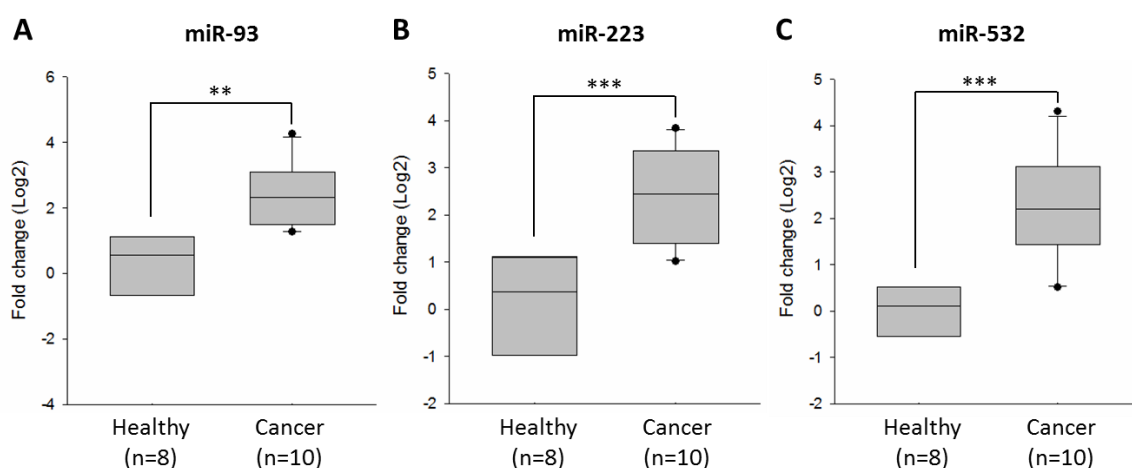 A
miR-93
Fold change (Log2)
6
4
2
0
-2
-4
**
Healthy
(n=8)
Cancer
(n=10)
B
miR-223
Fold change (Log2)
5
4
3
2
1
0
-1
-2
***
Healthy
(n=8)
Cancer
(n=10)
C
miR-532
Fold change (Log2)
5
4
3
2
1
0
-1
-2
***
Healthy
(n=8)
Cancer
(n=10)